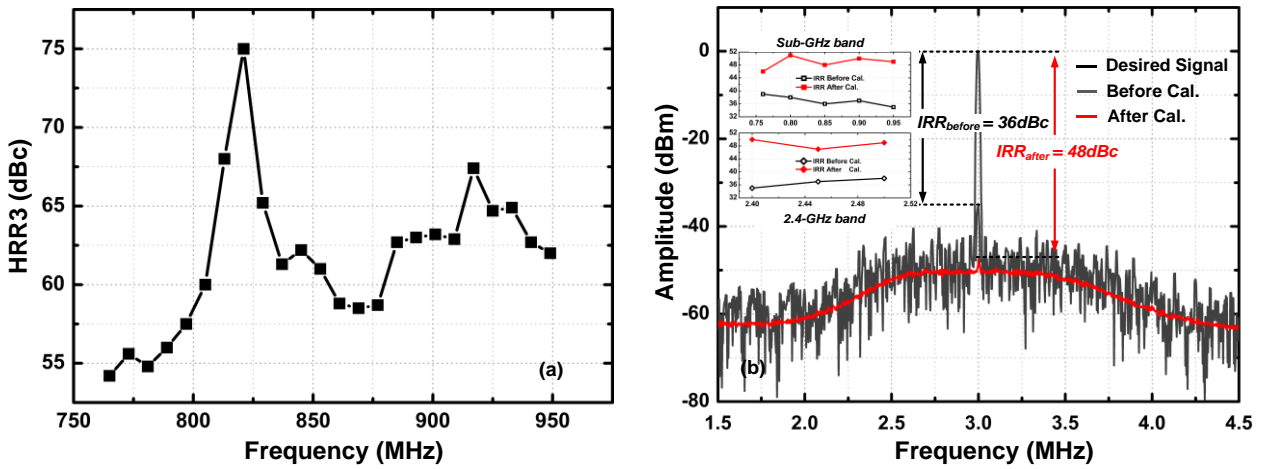 HRR3 (dBc)
75
70
65
60
55
750
800
850
900
950
Frequency (MHz)
(a)
Amplitude (dBm)
0
-20
-40
-60
-80
1.5
2.0
2.5
3.0
3.5
4.0
4.5
Frequency (MHz)
(b)
Sub-GHz band
52
48
44
40
36
32
IRR Before Cal.
IRR After Cal.
0.75
0.80
0.85
0.90
0.95
52
48
44
40
36
32
IRR Before Cal.
IRR After Cal.
2.40
2.44
2.48
2.52
2.4-GHz band
IRRbefore = 36dBc
IRRafter = 48dBc
Desired Signal
Before Cal.
After Cal.